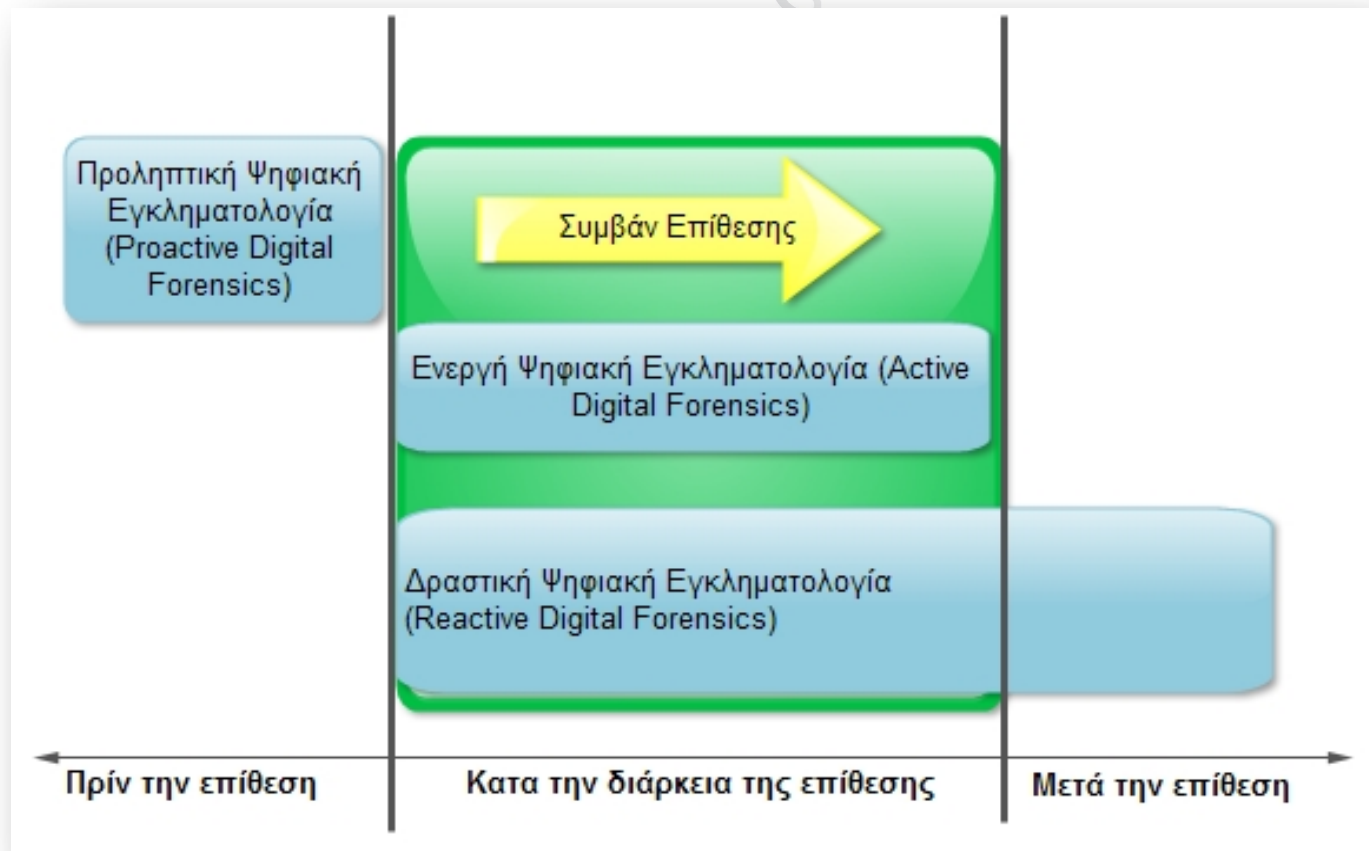 Προληπτική Ψηφιακή
Εγκληματολογία
(Proactive Digital
Forensics)
Συμβάν Επίθεσης
Ενεργή Ψηφιακή Εγκληματολογία (Active
Digital Forensics)
Δραστική Ψηφιακή Εγκληματολογία
(Reactive Digital Forensics)
Πρίν την επίθεση
Κατα την διάρκεια της επίθεσης
Μετά την επίθεση